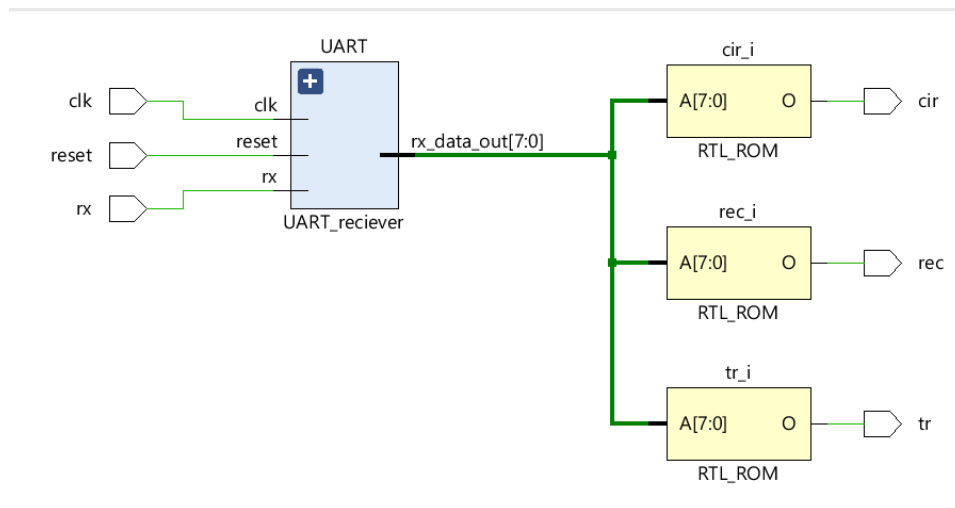 UART
clk
reset
rx
clk
reset
rx
rx_data_out[7:0]
UART_reciever
cir_i
A[7:0] O
RTL_ROM
cir
rec_i
A[7:0] O
RTL_ROM
rec
tr_i
A[7:0] O
RTL_ROM
tr